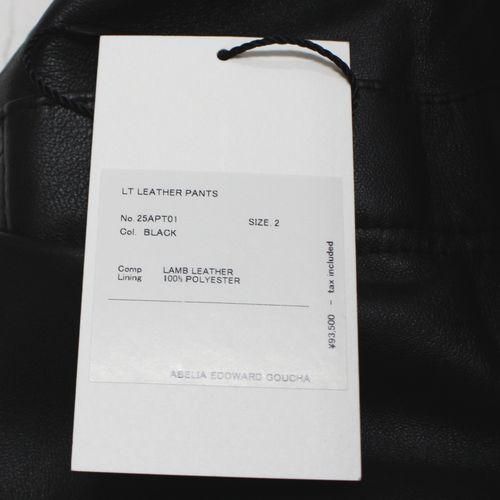 LT LEATHER PANTS
No. 25APT01 SIZE. 2
Col. BLACK
Comp LAMB LEATHER
Lining 100% POLYESTER
¥93,500 - tax included
ABELIA EDOWARD GOUCHA